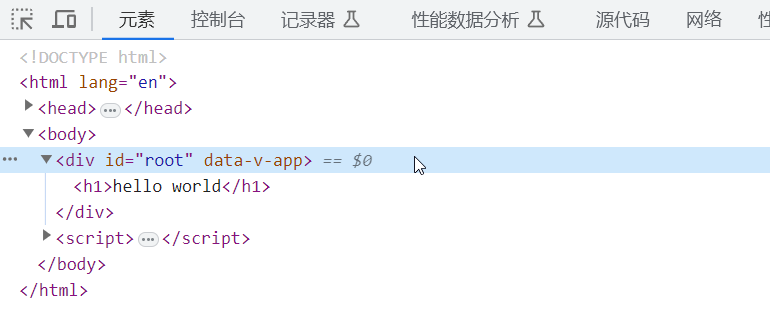 元素 控制台 记录器 性能数据分析 源代码 网络
<!DOCTYPE html>
<html lang="en">
<head> ••• </head>
<body>
••• <div id="root" data-v-app> == $0
<h1>hello world</h1>
</div>
<script> ••• </script>
</body>
</html>